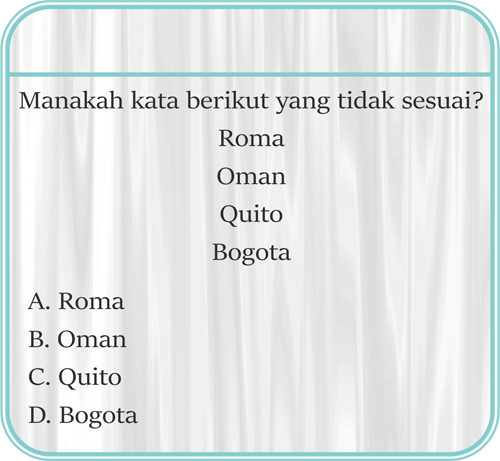 Manakah kata berikut yang tidak sesuai?
Roma
Oman
Quito
Bogota
A. Roma
B. Oman
C. Quito
D. Bogota